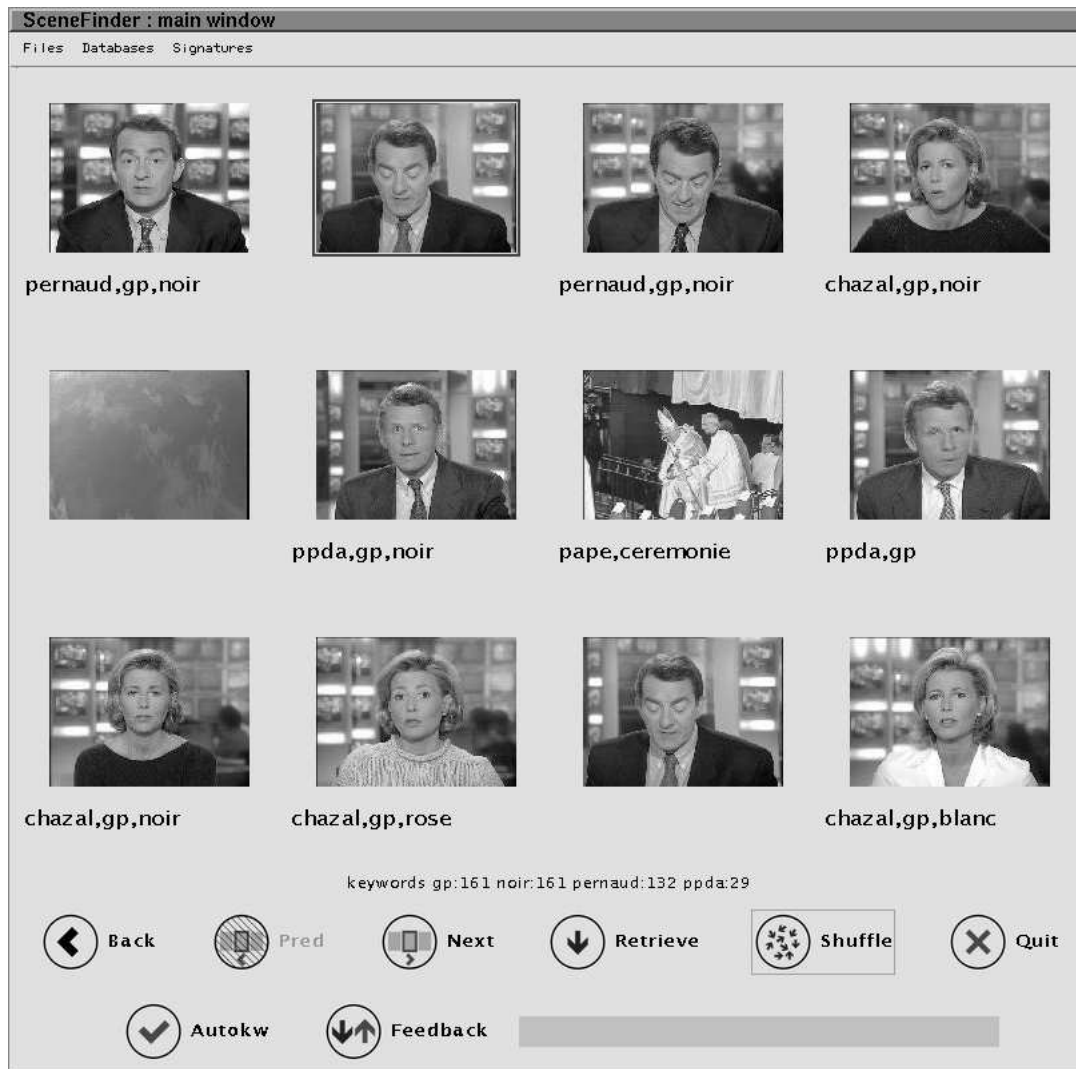 SceneFinder : main window
Files Databases Signatures
pernaud,gp,noir pernaud,gp,noir chazal,gp,noir
ppda,gp,noir pape,ceremonie ppda,gp
chazal,gp,noir chazal,gp,rose chazal,gp,blanc
keywords gp:161 noir:161 pernaud:132 ppda:29
Back Pred Next Retrieve Shuffle Quit
Autokw Feedback